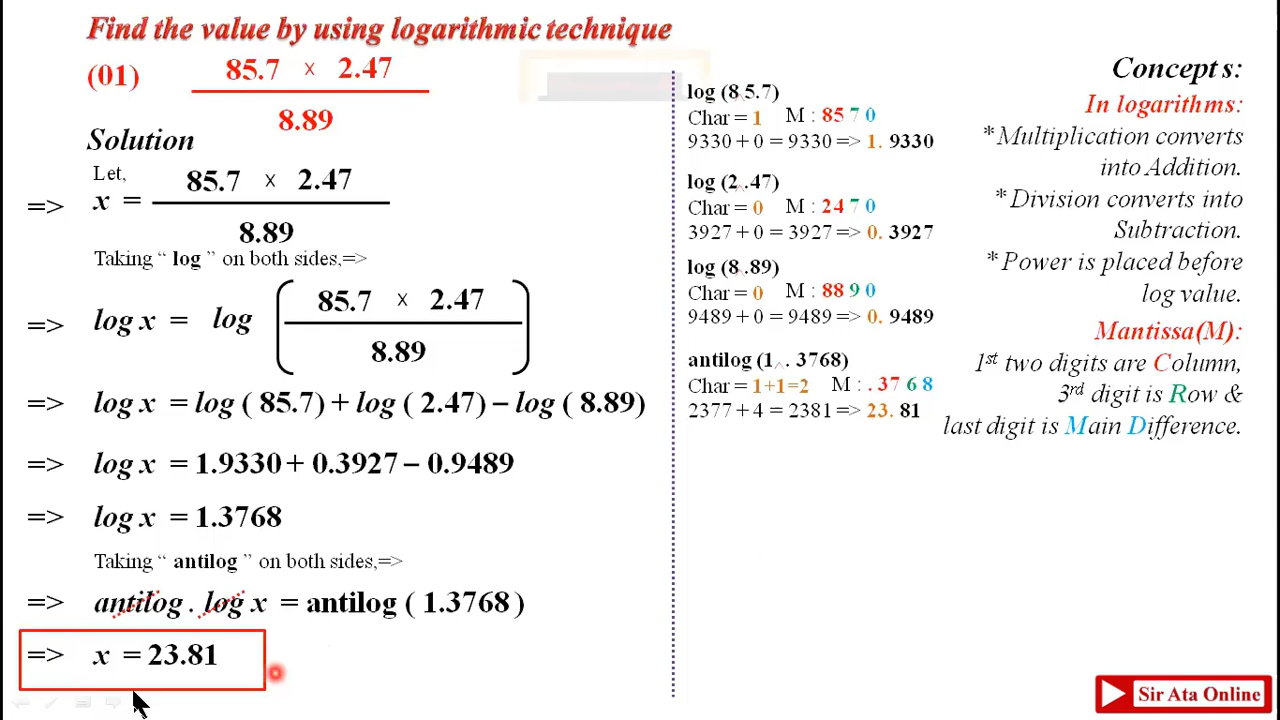 Find the value by using logarithmic technique
(01) 85.7 × 2.47
8.89
Solution
Let,
=> x = 85.7 × 2.47
8.89
Taking “ log ” on both sides,=>
=> log x = log ( 85.7 × 2.47
8.89 )
=> log x = log ( 85.7) + log ( 2.47) – log ( 8.89)
=> log x = 1.9330 + 0.3927 – 0.9489
=> log x = 1.3768
Taking “ antilog ” on both sides,=>
=> antilog . log x = antilog ( 1.3768 )
=> x = 23.81
log (8‸5.7)
Char = 1 M : 85 7 0
9330 + 0 = 9330 => 1. 9330
log (2‸.47)
Char = 0 M : 24 7 0
3927 + 0 = 3927 => 0. 3927
log (8‸.89)
Char = 0 M : 88 9 0
9489 + 0 = 9489 => 0. 9489
antilog (1‸. 3768)
Char = 1+1=2 M : . 37 6 8
2377 + 4 = 2381 => 23. 81
Concept s:
In logarithms:
* Multiplication converts
into Addition.
* Division converts into
Subtraction.
* Power is placed before
log value.
Mantissa(M):
1st two digits are Column,
3rd digit is Row &
last digit is Main Difference.
Sir Ata Online